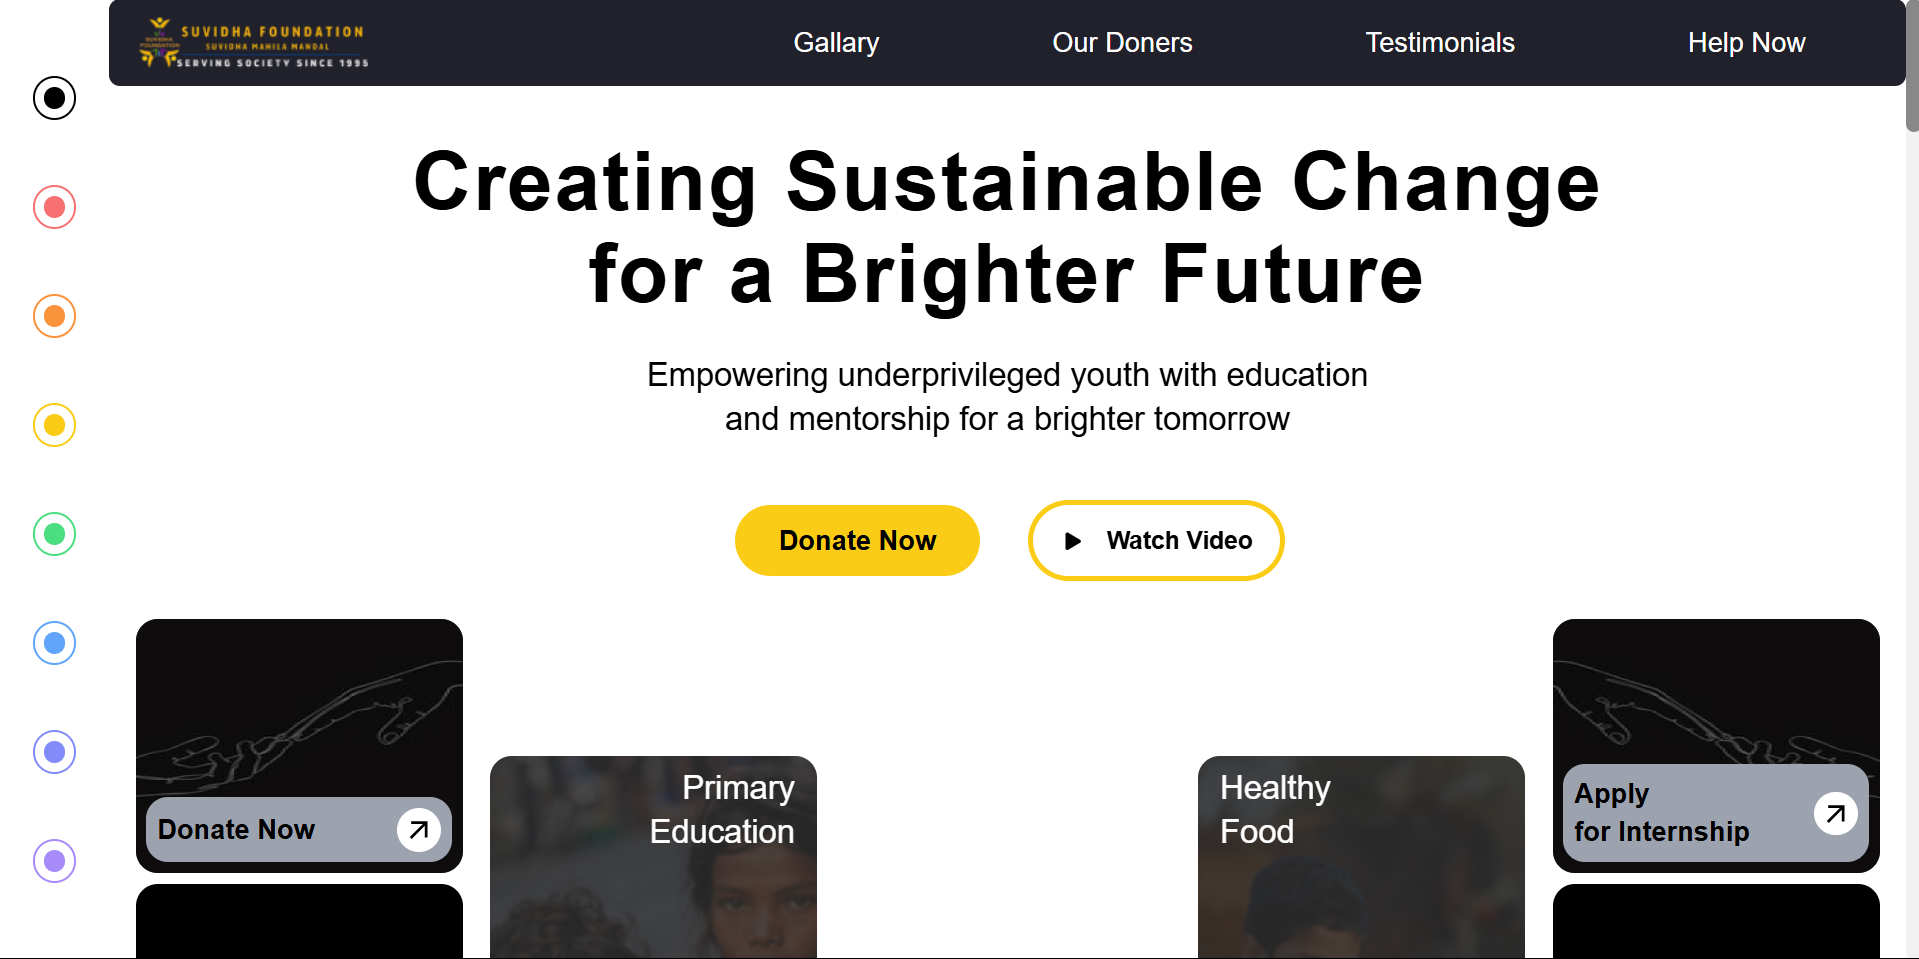 SUVIDHA FOUNDATION
SUVIDHA MAHILA MANDAL
SERVING SOCIETY SINCE 1995
SUVIDHA
FOUNDATION
Gallary
Our Doners
Testimonials
Help Now
Creating Sustainable Change
for a Brighter Future
Empowering underprivileged youth with education
and mentorship for a brighter tomorrow
Donate Now
Watch Video
Donate Now
Primary
Education
Healthy
Food
Apply
for Internship